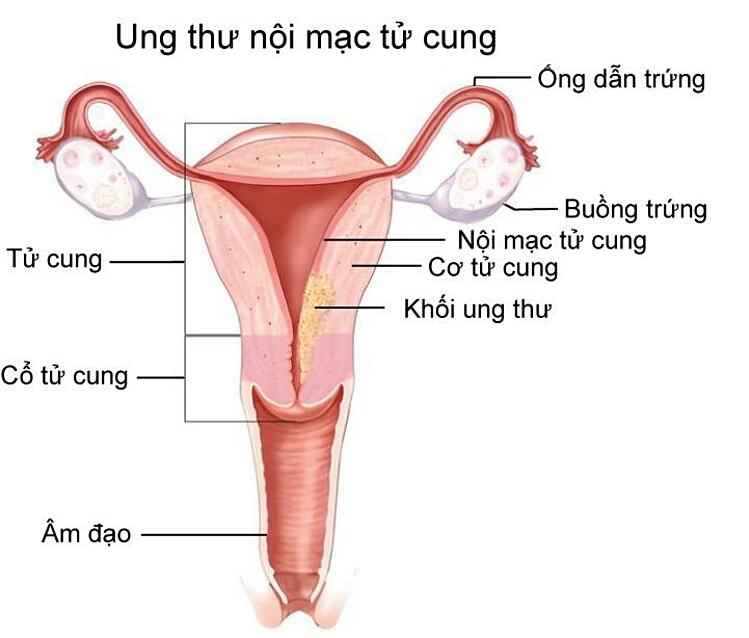 Ung thư nội mạc tử cung
Ống dẫn trứng
Buồng trứng
Nội mạc tử cung
Tử cung
Cơ tử cung
Khối ung thư
Cổ tử cung
Âm đạo